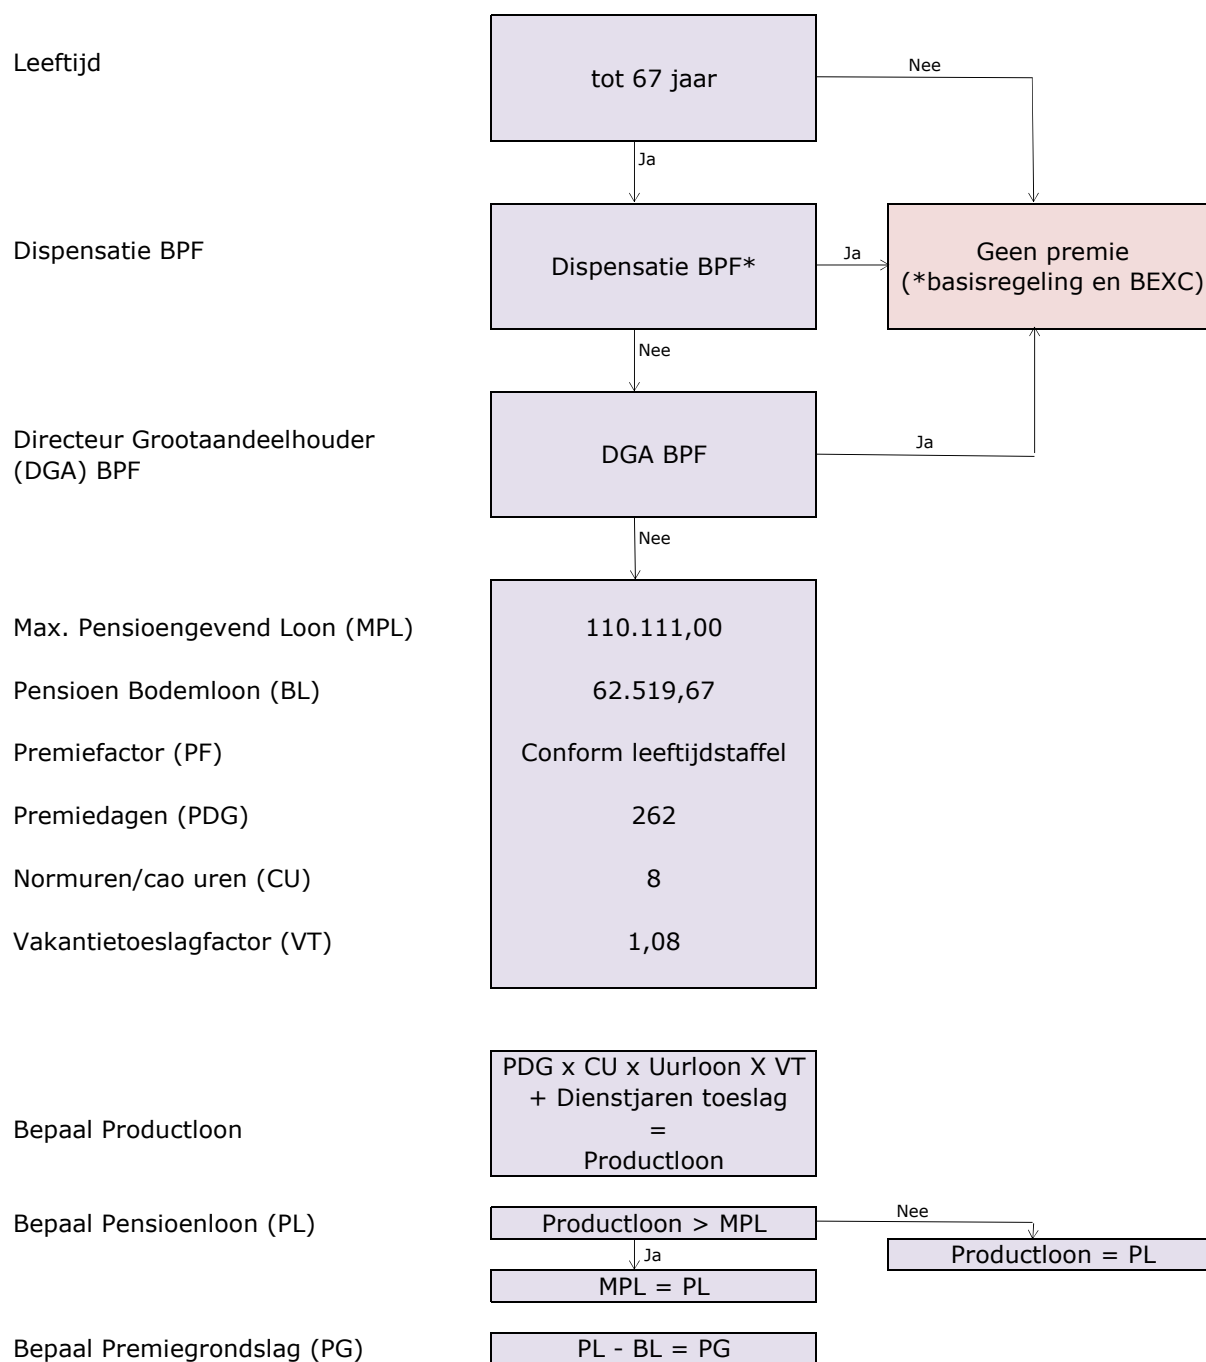 Leeftijd
tot 67 jaar
Nee
Ja
Dispensatie BPF
Dispensatie BPF*
Ja
Geen premie
(*basisregeling en BEXC)
Nee
Directeur Grootaandeelhouder
(DGA) BPF
DGA BPF
Ja
Nee
Max. Pensioengevend Loon (MPL)
110.111,00
Pensioen Bodemloon (BL)
62.519,67
Premiefactor (PF)
Conform leeftijdstaffel
Premiedagen (PDG)
262
Normuren/cao uren (CU)
8
Vakantietoeslagfactor (VT)
1,08
Bepaal Productloon
PDG x CU x Uurloon X VT
+ Dienstjaren toeslag
=
Productloon
Bepaal Pensioenloon (PL)
Productloon > MPL
Nee
Ja
Productloon = PL
MPL = PL
Bepaal Premiegrondslag (PG)
PL - BL = PG